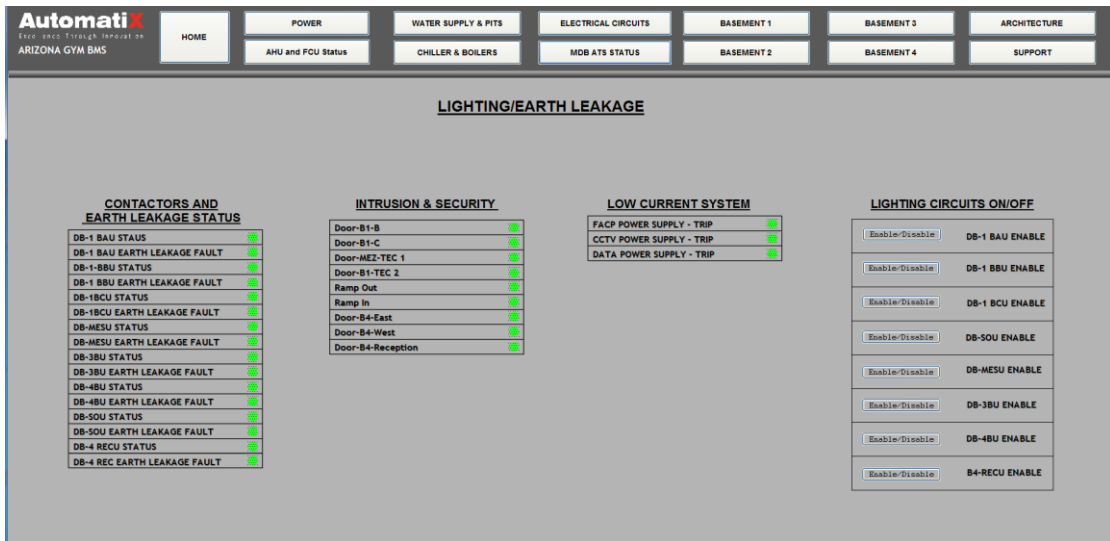 AutomatiX
Excellence Through Innovation
ARIZONA GYM BMS
HOME
POWER
WATER SUPPLY & PITS
ELECTRICAL CIRCUITS
BASEMENT 1
BASEMENT 3
ARCHITECTURE
AHU and FCU Status
CHILLER & BOILERS
MDB ATS STATUS
BASEMENT 2
BASEMENT 4
SUPPORT
LIGHTING/EARTH LEAKAGE
CONTACTORS AND
EARTH LEAKAGE STATUS
DB-1 BAU STAUS
DB-1 BAU EARTH LEAKAGE FAULT
DB-1-BBU STATUS
DB-1 BBU EARTH LEAKAGE FAULT
DB-1BCU STATUS
DB-1BCU EARTH LEAKAGE FAULT
DB-MESU STATUS
DB-MESU EARTH LEAKAGE FAULT
DB-3BU STATUS
DB-3BU EARTH LEAKAGE FAULT
DB-4BU STATUS
DB-4BU EARTH LEAKAGE FAULT
DB-SOU STATUS
DB-SOU EARTH LEAKAGE FAULT
DB-4 RECU STATUS
DB-4 REC EARTH LEAKAGE FAULT
INTRUSION & SECURITY
Door-B1-B
Door-B1-C
Door-MEZ-TEC 1
Door-B1-TEC 2
Ramp Out
Ramp In
Door-B4-East
Door-B4-West
Door-B4-Reception
LOW CURRENT SYSTEM
FACP POWER SUPPLY - TRIP
CCTV POWER SUPPLY - TRIP
DATA POWER SUPPLY - TRIP
LIGHTING CIRCUITS ON/OFF
Enable/Disable DB-1 BAU ENABLE
Enable/Disable DB-1 BBU ENABLE
Enable/Disable DB-1 BCU ENABLE
Enable/Disable DB-SOU ENABLE
Enable/Disable DB-MESU ENABLE
Enable/Disable DB-3BU ENABLE
Enable/Disable DB-4BU ENABLE
Enable/Disable B4-RECU ENABLE